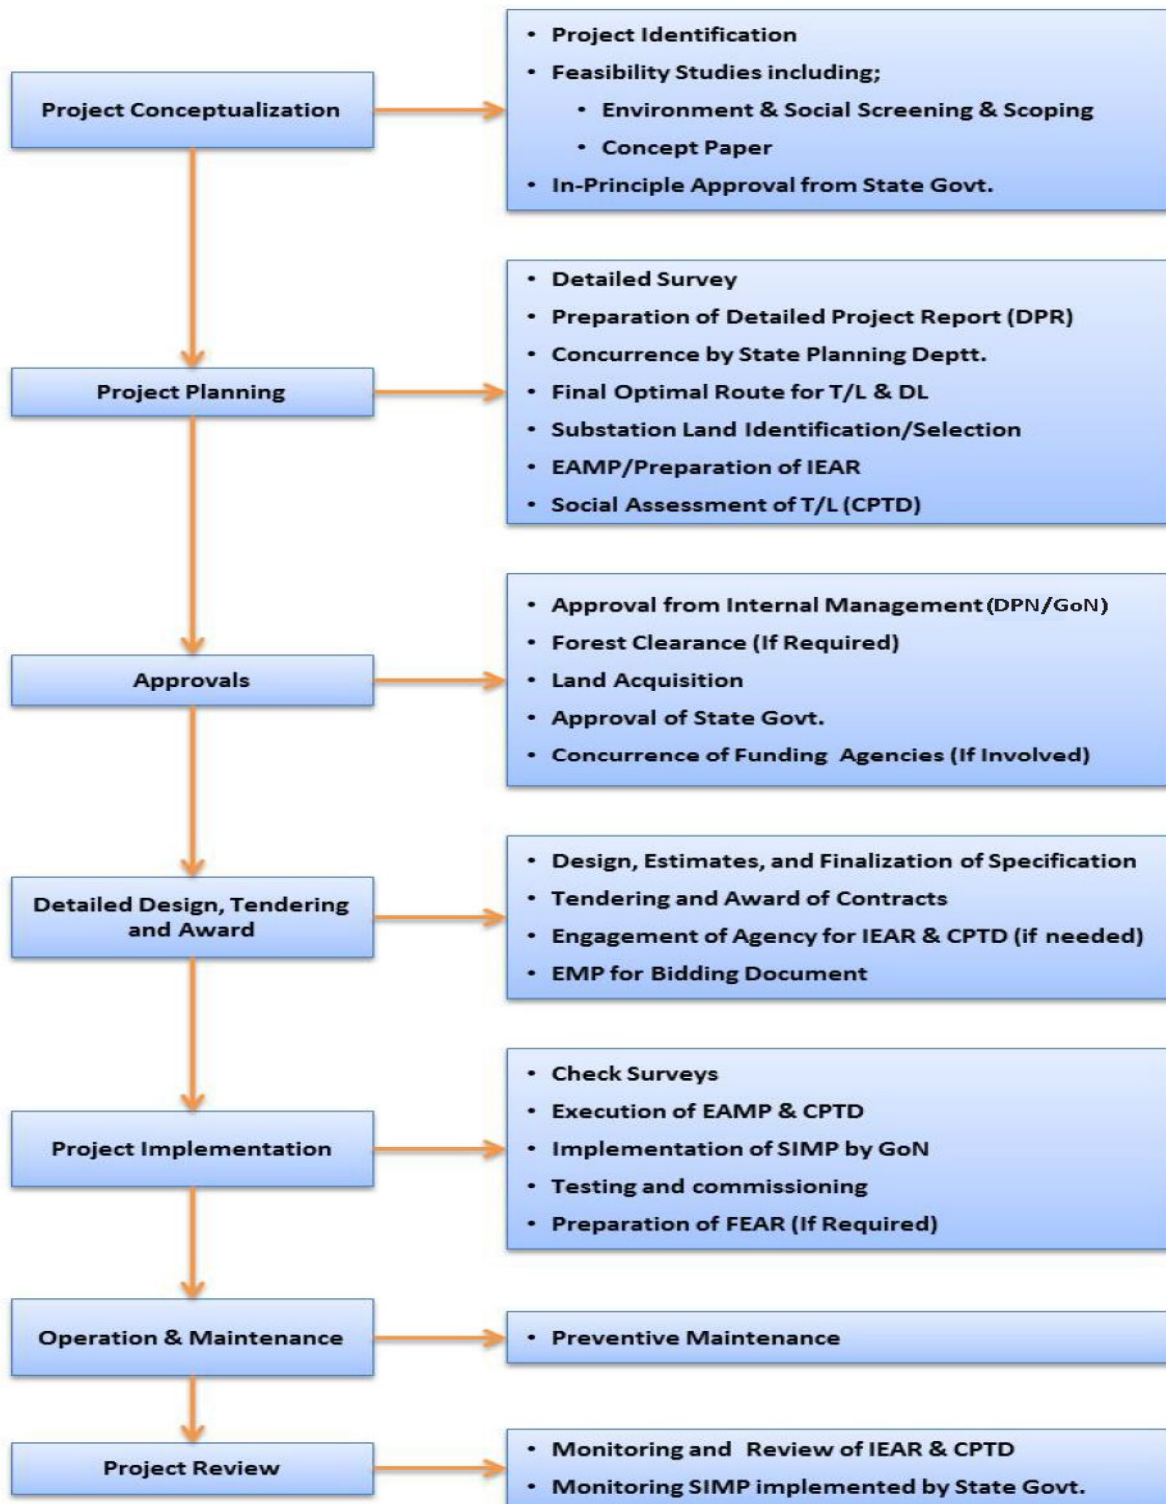 Project Conceptualization
• Project Identification
• Feasibility Studies including;
• Environment & Social Screening & Scoping
• Concept Paper
• In-Principle Approval from State Govt.
Project Planning
• Detailed Survey
• Preparation of Detailed Project Report (DPR)
• Concurrence by State Planning Deptt.
• Final Optimal Route for T/L & DL
• Substation Land Identification/Selection
• EAMP/Preparation of IEAR
• Social Assessment of T/L (CPTD)
Approvals
• Approval from Internal Management (DPN/GoN)
• Forest Clearance (If Required)
• Land Acquisition
• Approval of State Govt.
• Concurrence of Funding Agencies (If Involved)
Detailed Design, Tendering
and Award
• Design, Estimates, and Finalization of Specification
• Tendering and Award of Contracts
• Engagement of Agency for IEAR & CPTD (if needed)
• EMP for Bidding Document
Project Implementation
• Check Surveys
• Execution of EAMP & CPTD
• Implementation of SIMP by GoN
• Testing and commissioning
• Preparation of FEAR (If Required)
Operation & Maintenance
• Preventive Maintenance
Project Review
• Monitoring and Review of IEAR & CPTD
• Monitoring SIMP implemented by State Govt.